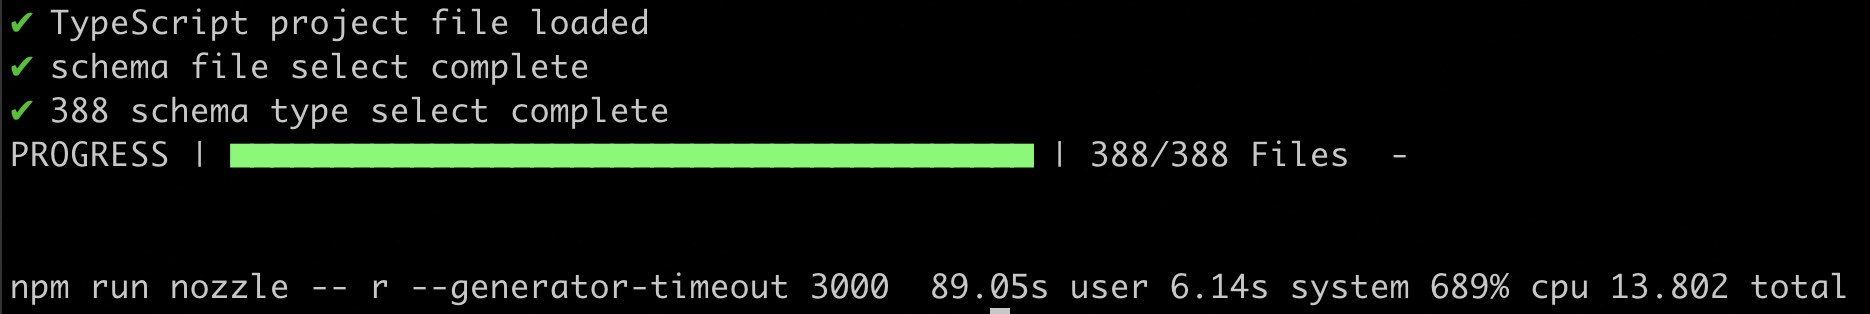 ✔ TypeScript project file loaded
✔ schema file select complete
✔ 388 schema type select complete
PROGRESS | | 388/388 Files -
npm run nozzle -- r --generator-timeout 3000 89.05s user 6.14s system 689% cpu 13.802 total